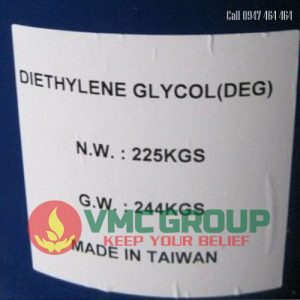 Call 0947 464 464
DIETHYLENE GLYCOL(DEG)
N.W. : 225KGS
G.W. : 244KGS
VMC GROUP
KEEP YOUR BELIEF
MADE IN TAIWAN